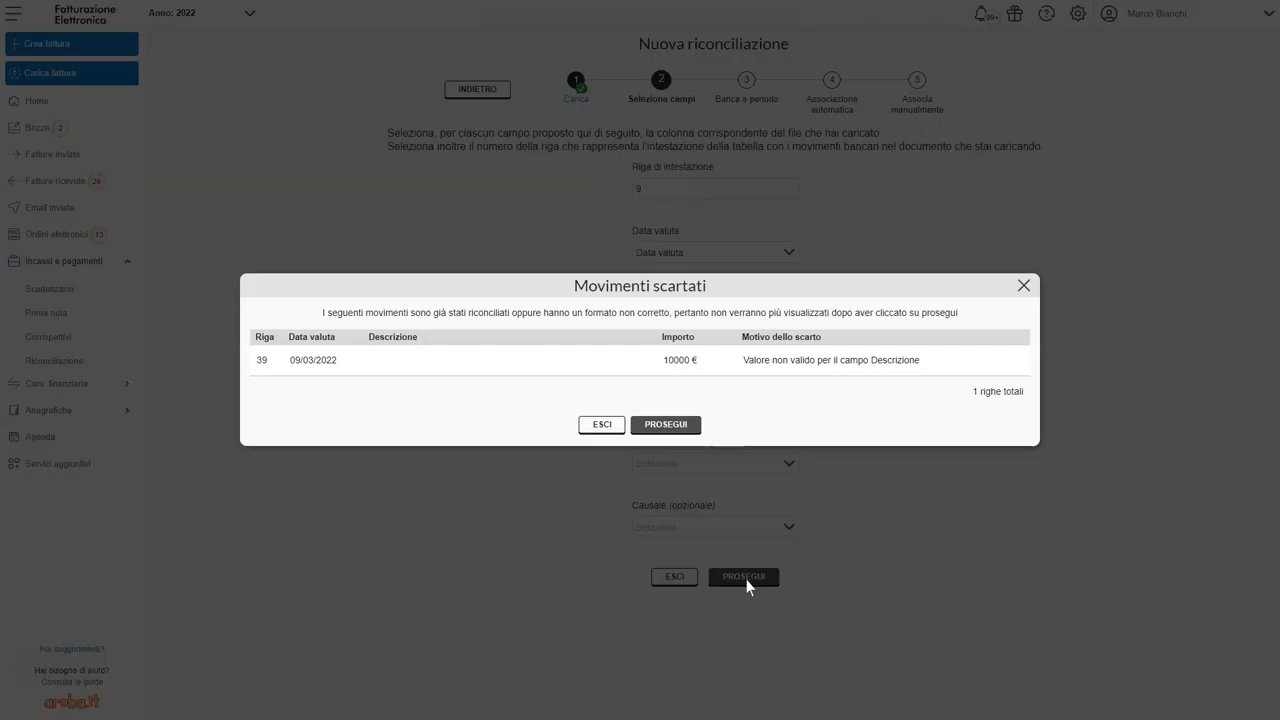 Fatturazione
Elettronica
Anno: 2022
99+
Marco Bianchi
Crea fattura
Carica fattura
Home
Bozze 2
Fatture inviate
Fatture ricevute 26
Email inviate
Ordini elettronici 13
Incassi e pagamenti
Scadenzario
Prima nota
Corrispettivi
Riconciliazione
Com. finanziarie
Anagrafiche
Agenda
Servizi aggiuntivi
Hai suggerimenti?
Hai bisogno di aiuto?
Consulta le guide
aruba.it
Nuova riconciliazione
INDIETRO
1 2 3 4 5
Carica
Seleziona campi
Banca e periodo
Associazione
automatica
Associa
manualmente
Seleziona, per ciascun campo proposto qui di seguito, la colonna corrispondente del file che hai caricato.
Seleziona inoltre il numero della riga che rappresenta l'intestazione della tabella con i movimenti bancari nel documento che stai caricando.
Riga di intestazione
9
Data valuta
Data valuta
Movimenti scartati
I seguenti movimenti sono già stati riconciliati oppure hanno un formato non corretto, pertanto non verranno più visualizzati dopo aver cliccato su prosegui
Riga Data valuta Descrizione Importo Motivo dello scarto
39 09/03/2022 10000 € Valore non valido per il campo Descrizione
1 righe totali
ESCI PROSEGUI
Seleziona
Causale (opzionale)
Seleziona
ESCI PROSEGUI